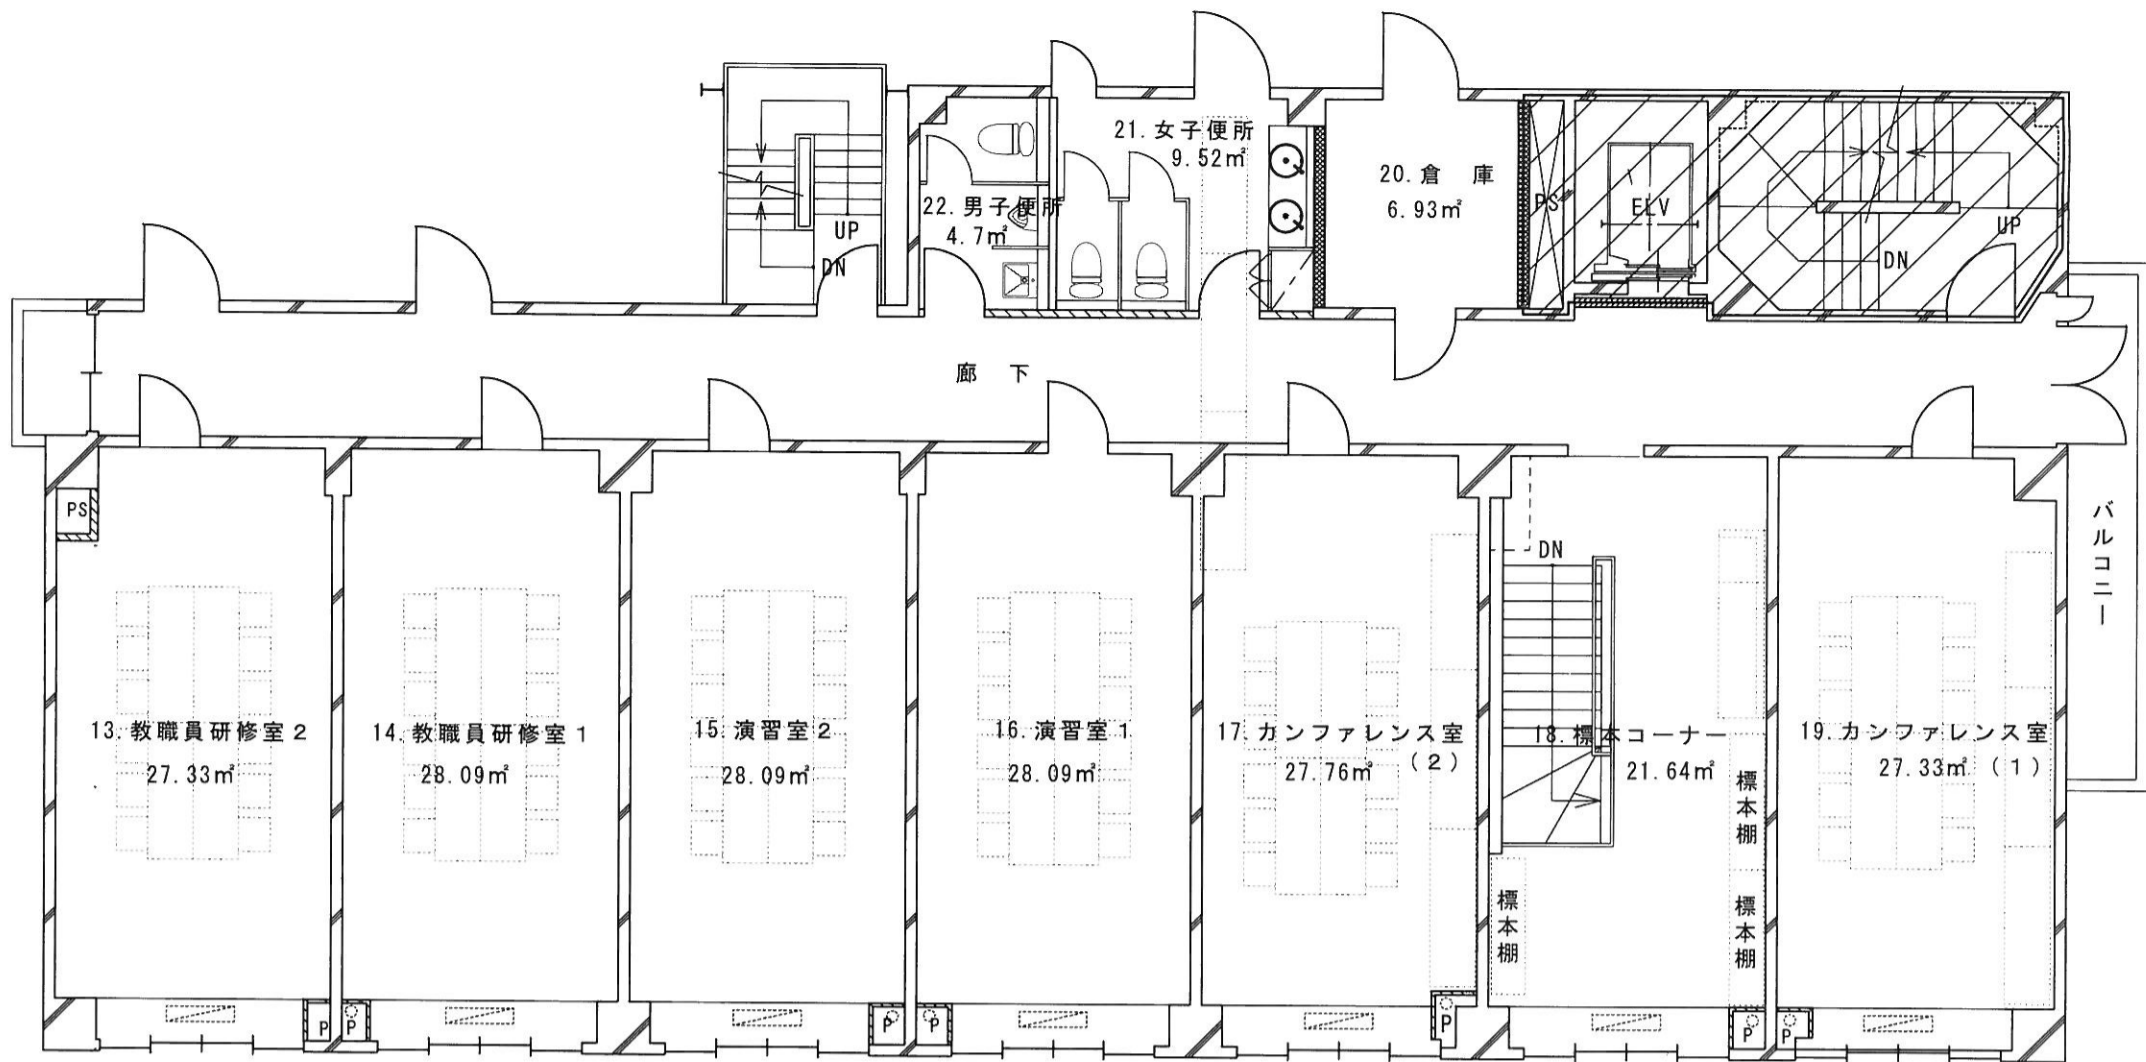 21. 女子便所
9.52㎡
20. 倉 庫
6.93㎡
PS
ELV
UP
DN
22. 男子便所
4.7㎡
UP
DN
廊 下
PS
DN
バルコニー
13. 教職員研修室2
27.33㎡
14. 教職員研修室1
28.09㎡
15. 演習室2
28.09㎡
16. 演習室1
28.09㎡
17. カンファレンス室
(2)
27.76㎡
18.標本コーナー
21.64㎡
19. カンファレンス室
27.33㎡ (1)
標本棚
標本棚
標本棚
P
P
P
P
P
P
P